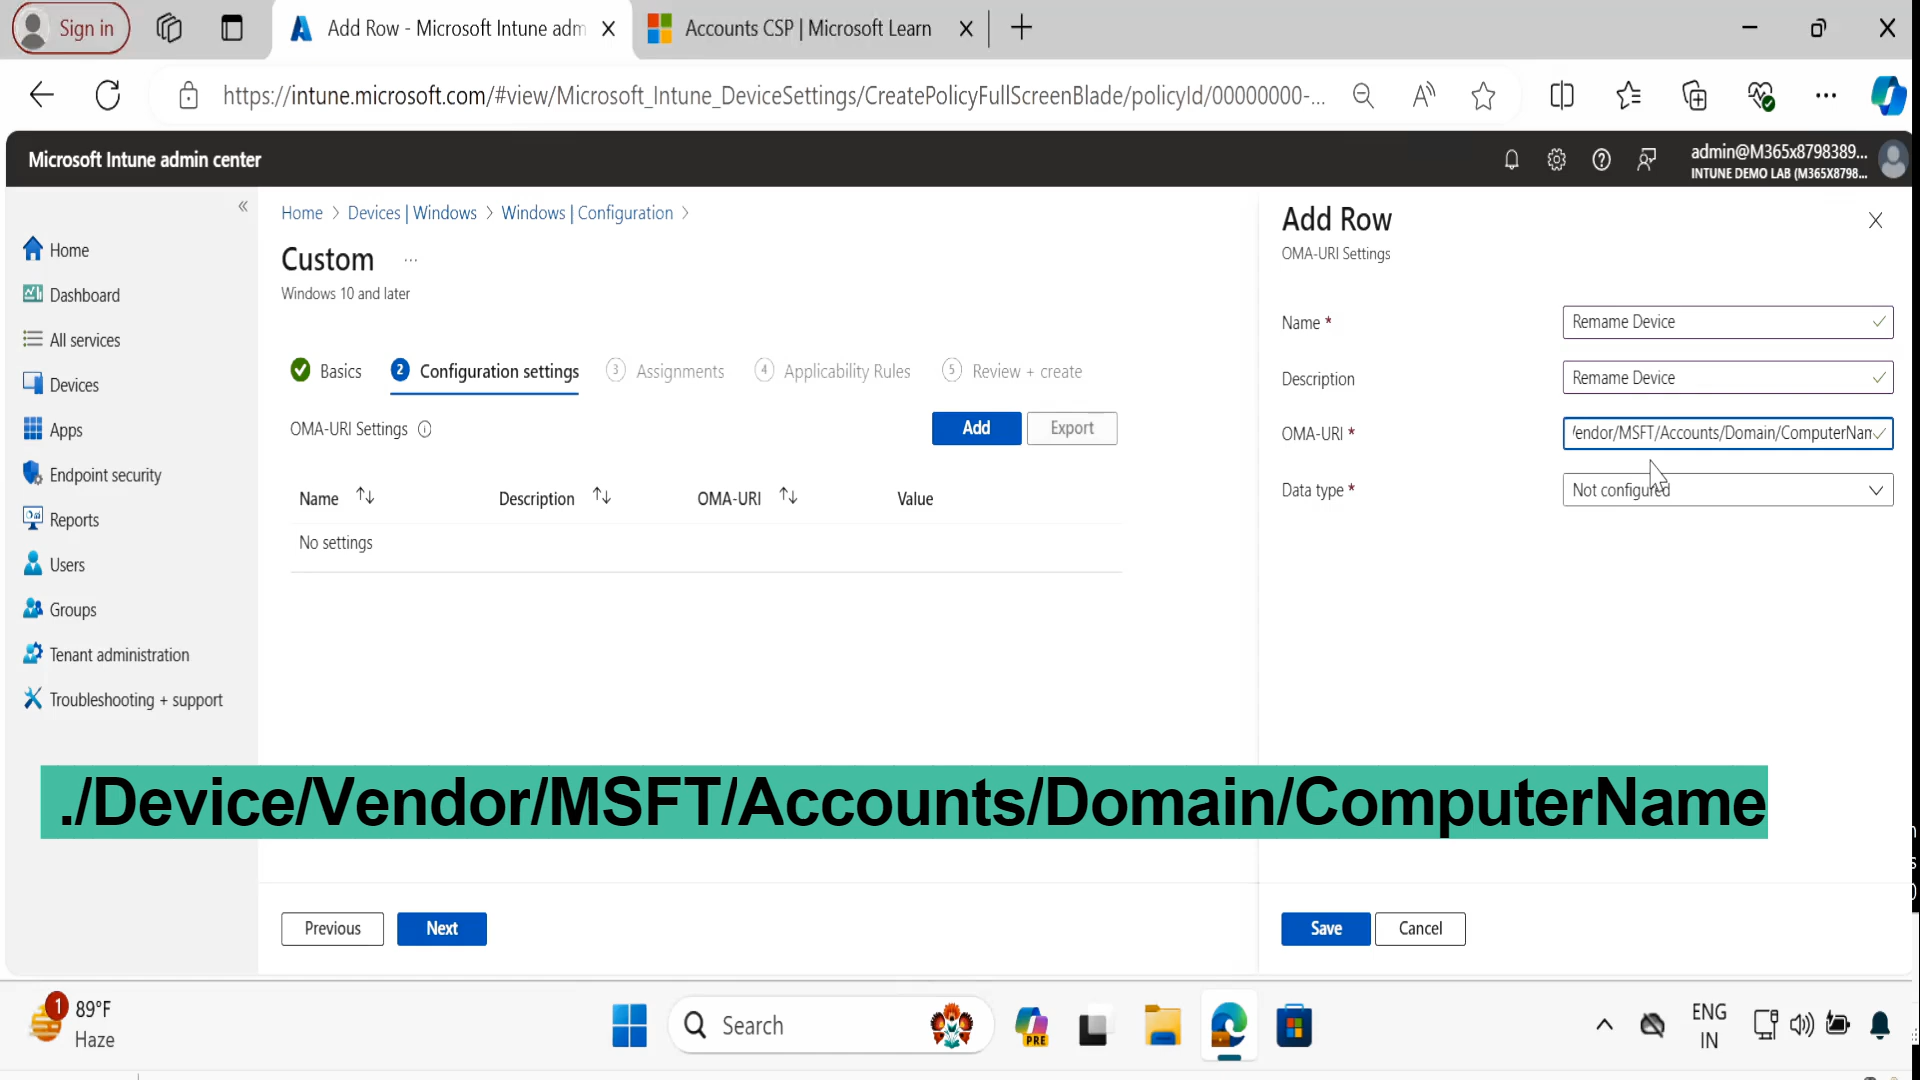 Sign in
Add Row - Microsoft Intune adm
Accounts CSP | Microsoft Learn
https://intune.microsoft.com/#view/Microsoft_Intune_DeviceSettings/CreatePolicyFullScreenBlade/policyId/00000000-...
Microsoft Intune admin center
admin@M365x8798389...
INTUNE DEMO LAB (M365X8798...
Home
Dashboard
All services
Devices
Apps
Endpoint security
Reports
Users
Groups
Tenant administration
Troubleshooting + support
Home > Devices | Windows > Windows | Configuration >
Custom ...
Windows 10 and later
Basics
2 Configuration settings
3 Assignments
4 Applicability Rules
5 Review + create
OMA-URI Settings
Add
Export
Name
Description
OMA-URI
Value
No settings
Previous
Next
Add Row
OMA-URI Settings
Name * Remame Device
Description Remame Device
OMA-URI * /endor/MSFT/Accounts/Domain/ComputerNam
Data type * Not configured
Save
Cancel
./Device/Vendor/MSFT/Accounts/Domain/ComputerName
1
89°F
Haze
Search
PRE
ENG
IN